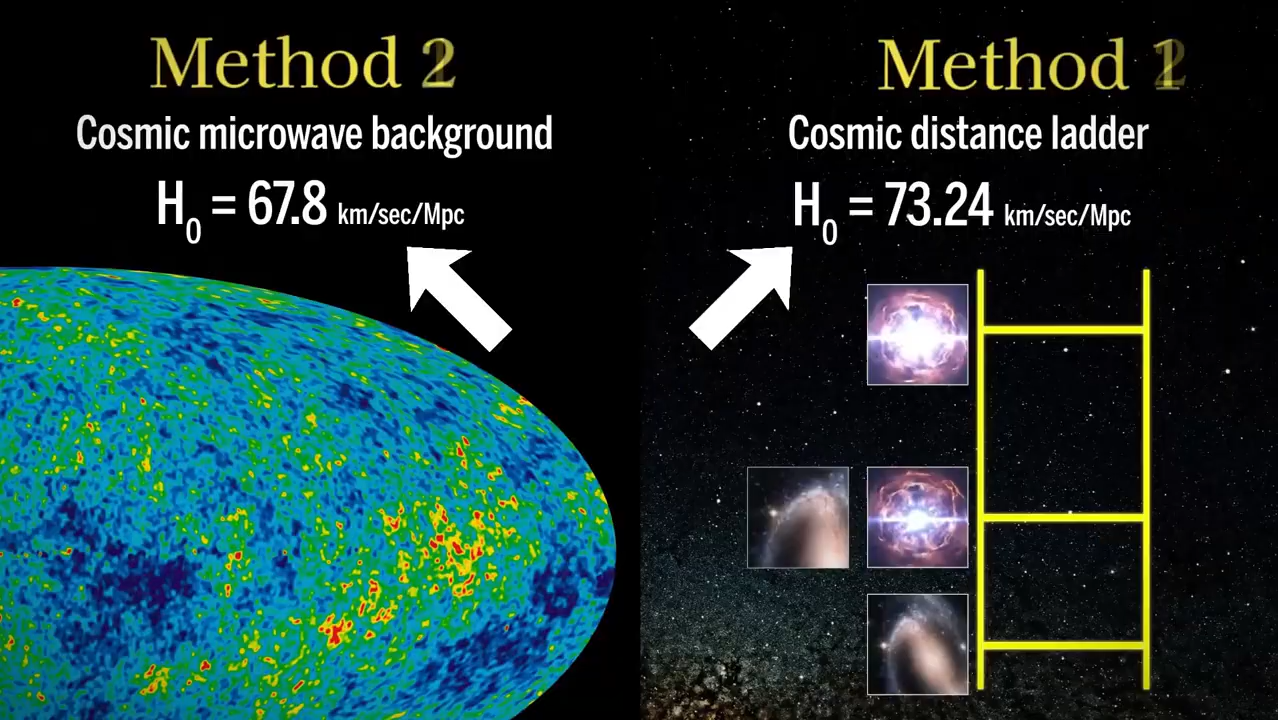 Method 2
Cosmic microwave background
H₀ = 67.8 km/sec/Mpc
Method 1
Cosmic distance ladder
H₀ = 73.24 km/sec/Mpc